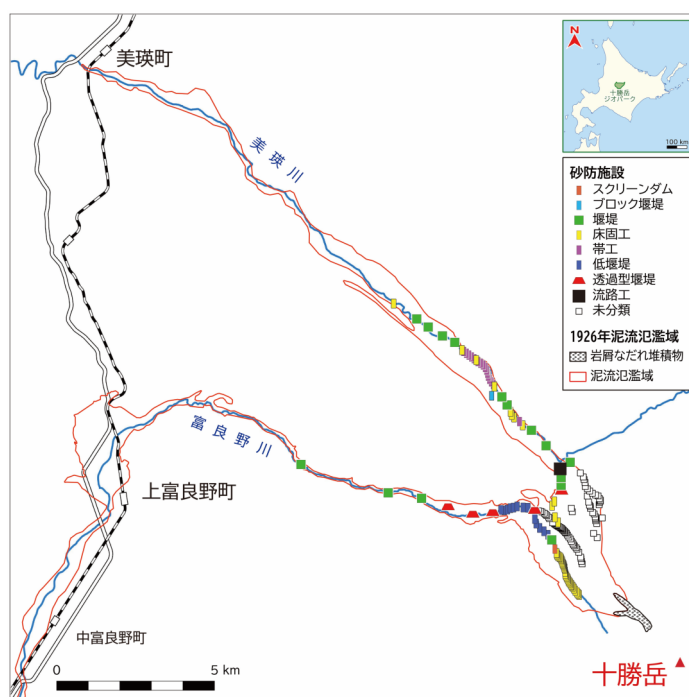 美瑛町
N
十勝岳
ジオパーク
100 km
美瑛川
砂防施設
スクリーンダム
ブロック堰堤
堰堤
床固工
帯工
低堰堤
透過型堰堤
流路工
未分類
1926年泥流氾濫域
岩屑なだれ堆積物
泥流氾濫域
富良野川
上富良野町
中富良野町
0
5 km
十勝岳